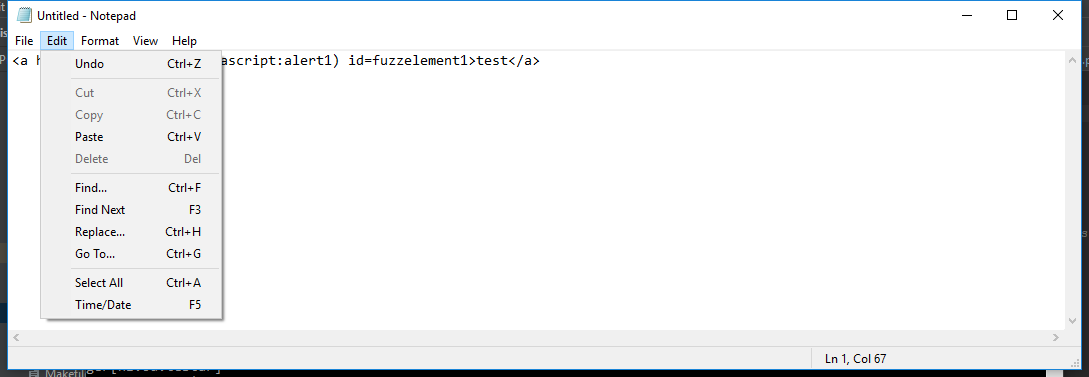 Untitled - Notepad
File Edit Format View Help
<a h ascript:alert1) id=fuzzelement1>test</a>
Undo Ctrl+Z
Cut Ctrl+X
Copy Ctrl+C
Paste Ctrl+V
Delete Del
Find... Ctrl+F
Find Next F3
Replace... Ctrl+H
Go To... Ctrl+G
Select All Ctrl+A
Time/Date F5
Ln 1, Col 67